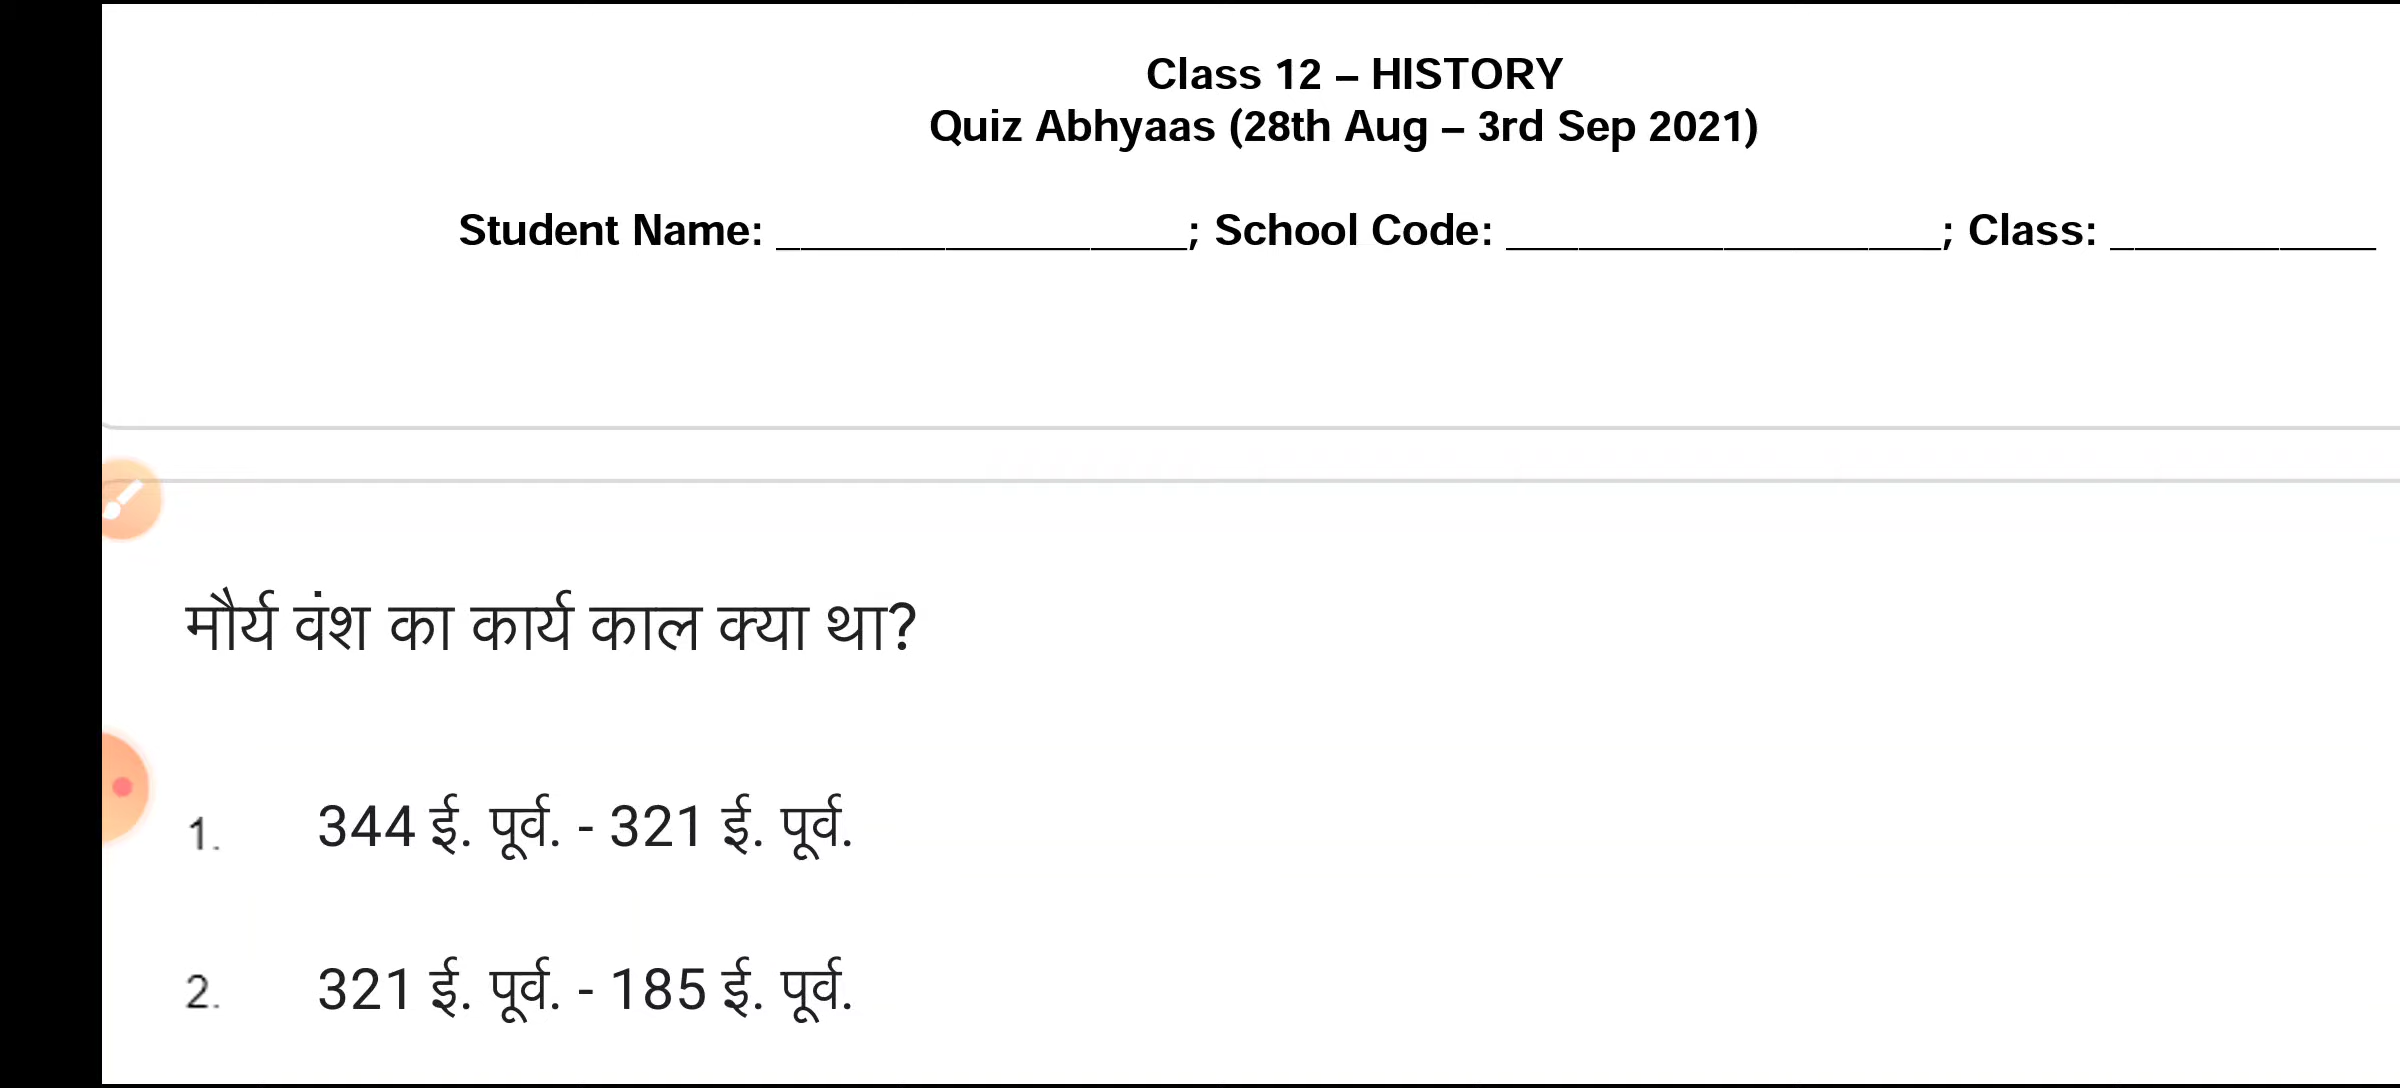 Class 12 – HISTORY
Quiz Abhyaas (28th Aug – 3rd Sep 2021)
Student Name: _________________; School Code: __________________; Class: ___________
मौर्य वंश का कार्य काल क्या था?
1. 344 ई. पूर्व. - 321 ई. पूर्व.
2. 321 ई. पूर्व. - 185 ई. पूर्व.